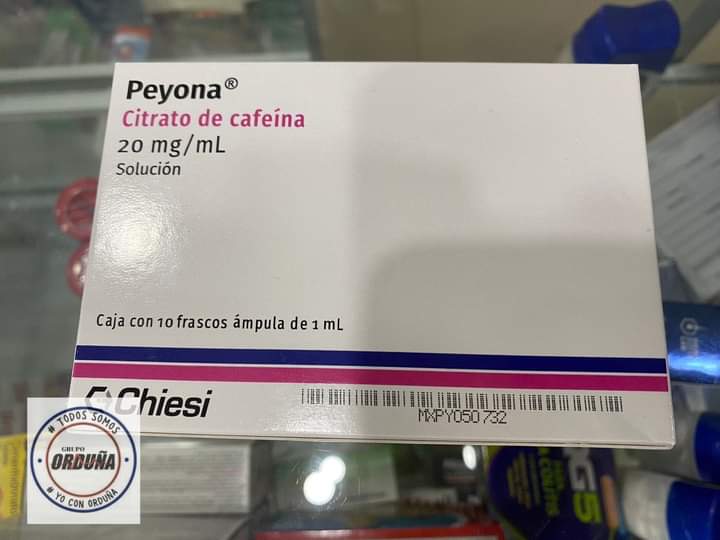 Peyona®
Citrato de cafeína
20 mg/mL
Solución
Caja con 10 frascos ámpula de 1 mL
Chiesi
MXPY050732
# TODOS SOMOS
GRUPO
ORDUÑA
# YO CON ORDUÑA
G5